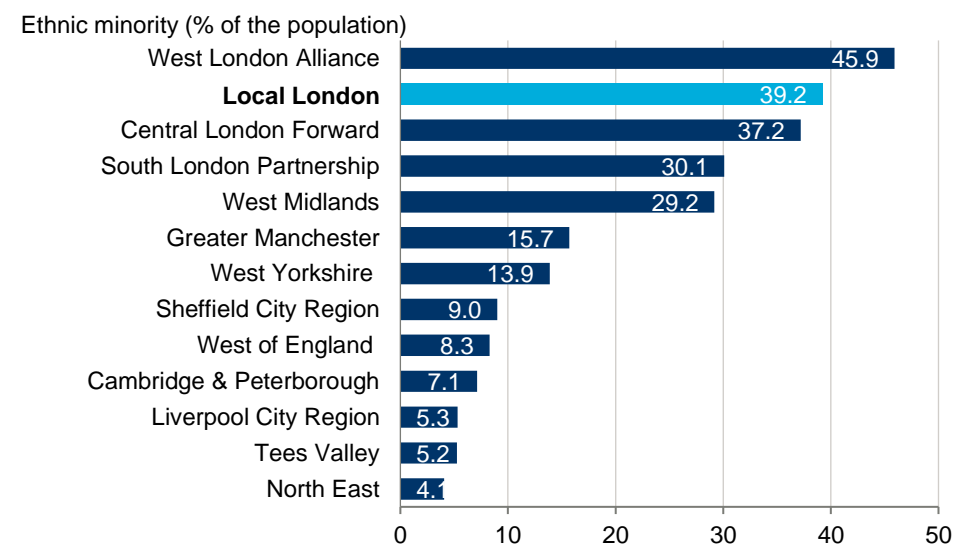 Ethnic minority (% of the population)
West London Alliance 45.9
Local London 39.2
Central London Forward 37.2
South London Partnership 30.1
West Midlands 29.2
Greater Manchester 15.7
West Yorkshire 13.9
Sheffield City Region 9.0
West of England 8.3
Cambridge & Peterborough 7.1
Liverpool City Region 5.3
Tees Valley 5.2
North East 4.1
0 10 20 30 40 50